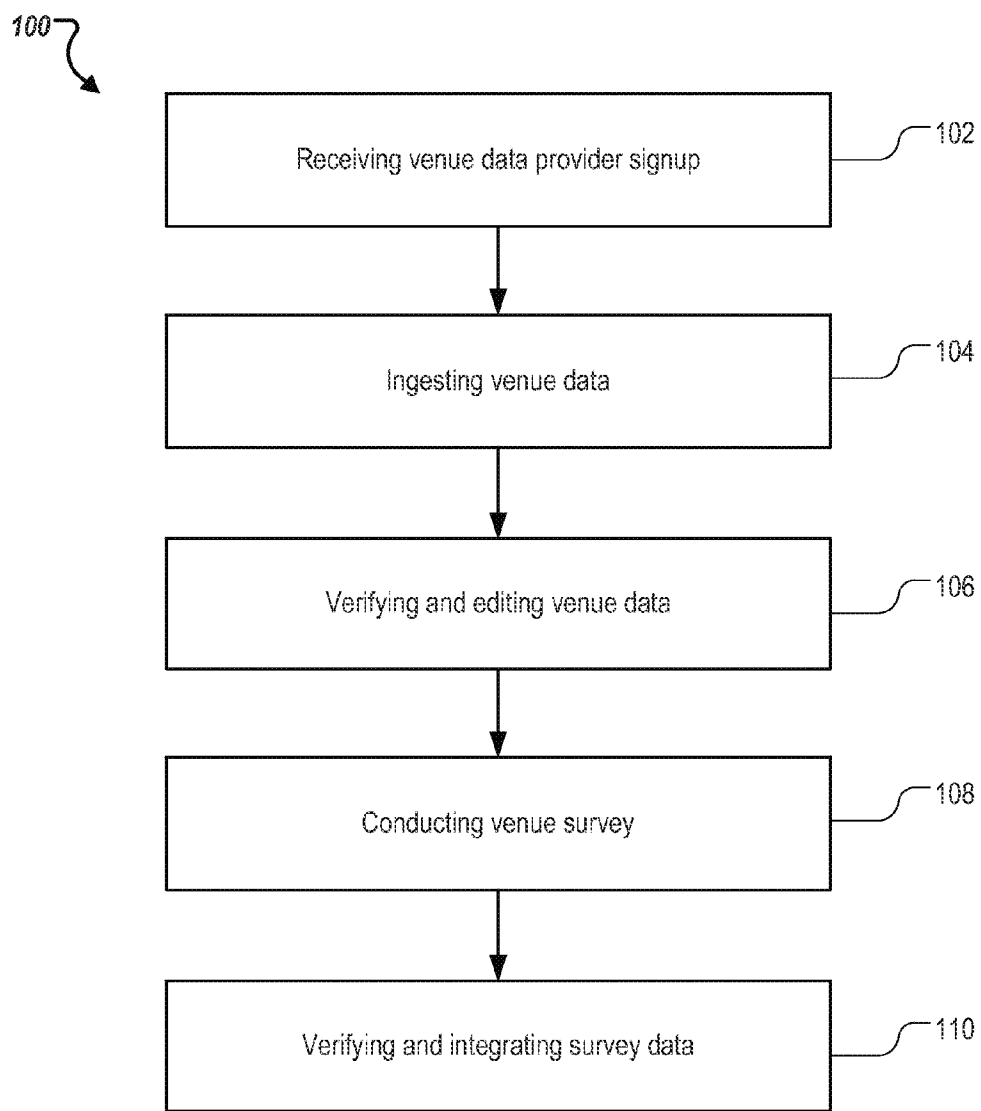 100
Receiving venue data provider signup
102
Ingesting venue data
104
Verifying and editing venue data
106
Conducting venue survey
108
Verifying and integrating survey data
110